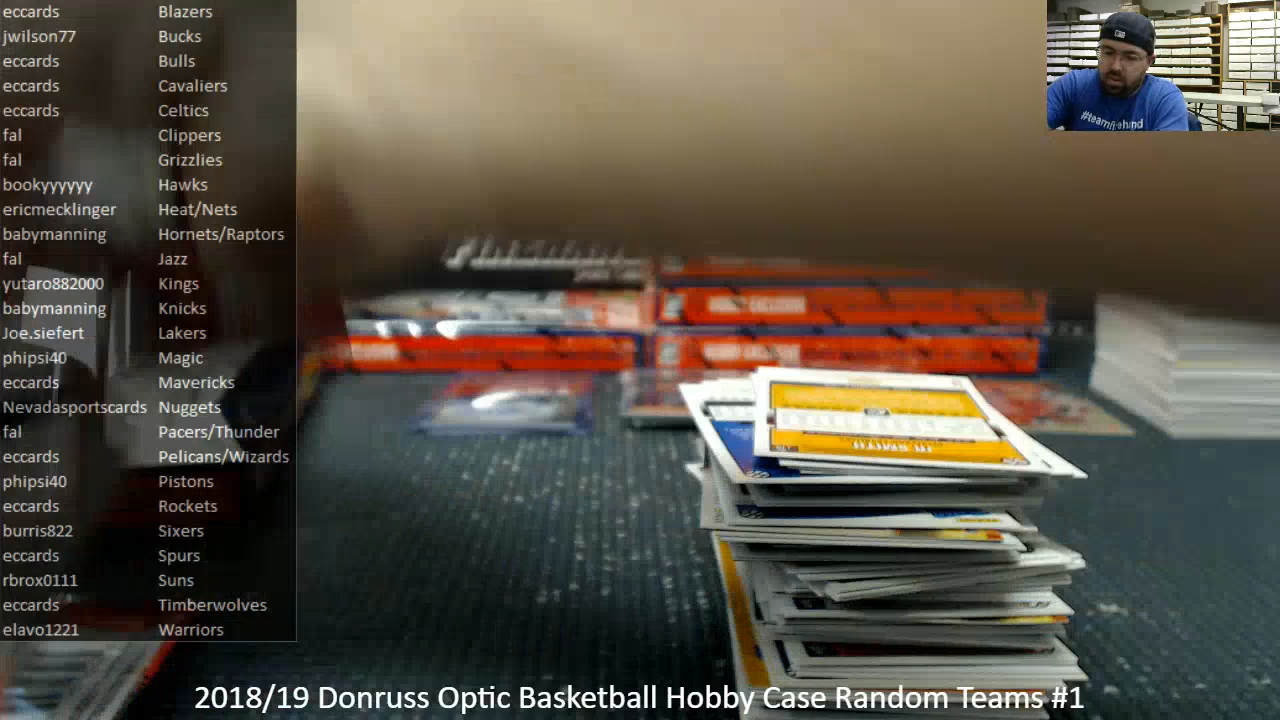 eccards Blazers
jwilson77 Bucks
eccards Bulls
eccards Cavaliers
eccards Celtics
fal Clippers
fal Grizzlies
bookyyyyyy Hawks
ericmecklinger Heat/Nets
babymanning Hornets/Raptors
fal Jazz
yutaro882000 Kings
babymanning Knicks
Joe.siefert Lakers
phipsi40 Magic
eccards Mavericks
Nevadasportscards Nuggets
fal Pacers/Thunder
eccards Pelicans/Wizards
phipsi40 Pistons
eccards Rockets
burris822 Sixers
eccards Spurs
rbrox0111 Suns
eccards Timberwolves
elavo1221 Warriors
2018/19 Donruss Optic Basketball Hobby Case Random Teams #1